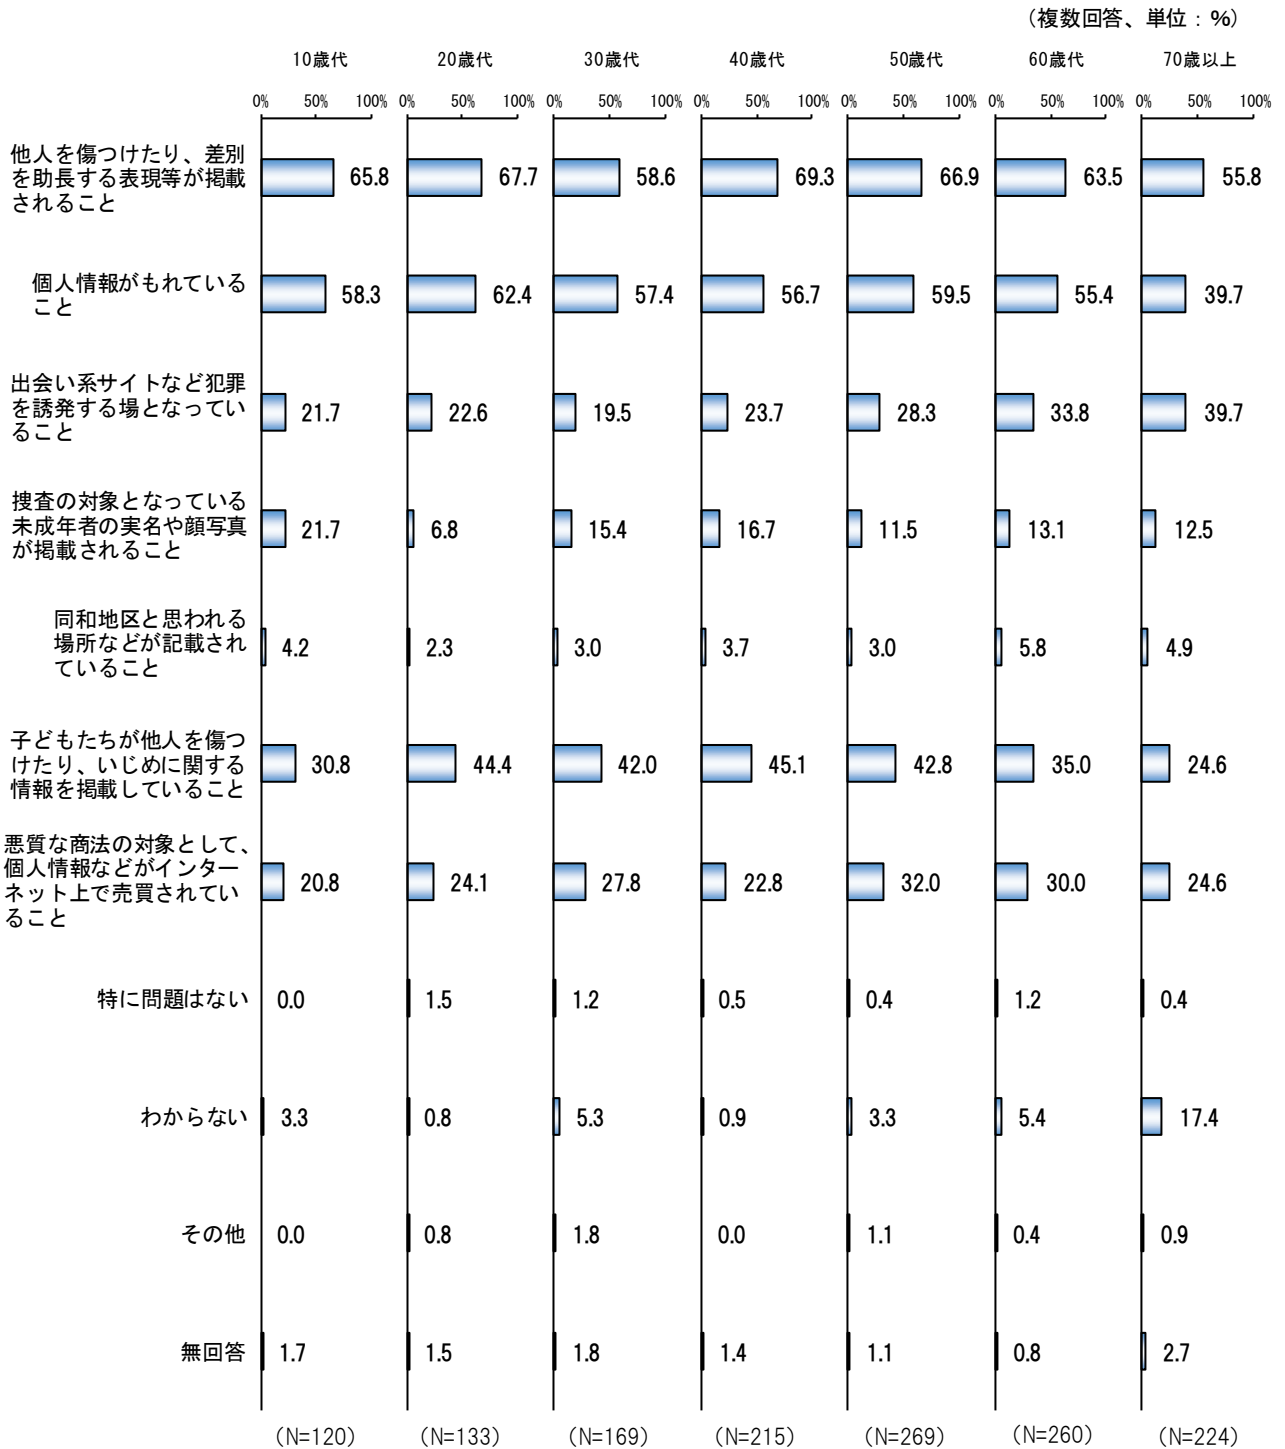 （複数回答、単位：％）
10歳代 20歳代 30歳代 40歳代 50歳代 60歳代 70歳以上
0% 50% 100% 0% 50% 100% 0% 50% 100% 0% 50% 100% 0% 50% 100% 0% 50% 100% 0% 50% 100%
他人を傷つけたり、差別
を助長する表現等が掲載
されること
65.8 67.7 58.6 69.3 66.9 63.5 55.8
個人情報がもれている
こと
58.3 62.4 57.4 56.7 59.5 55.4 39.7
出会い系サイトなど犯罪
を誘発する場となってい
ること
21.7 22.6 19.5 23.7 28.3 33.8 39.7
捜査の対象となっている
未成年者の実名や顔写真
が掲載されること
21.7 6.8 15.4 16.7 11.5 13.1 12.5
同和地区と思われる
場所などが記載され
ていること
4.2 2.3 3.0 3.7 3.0 5.8 4.9
子どもたちが他人を傷つ
けたり、いじめに関する
情報を掲載していること
30.8 44.4 42.0 45.1 42.8 35.0 24.6
悪質な商法の対象として、
個人情報などがインター
ネット上で売買されてい
ること
20.8 24.1 27.8 22.8 32.0 30.0 24.6
特に問題はない
0.0 1.5 1.2 0.5 0.4 1.2 0.4
わからない
3.3 0.8 5.3 0.9 3.3 5.4 17.4
その他
0.0 0.8 1.8 0.0 1.1 0.4 0.9
無回答
1.7 1.5 1.8 1.4 1.1 0.8 2.7
（N=120） （N=133） （N=169） （N=215） （N=269） （N=260） （N=224）